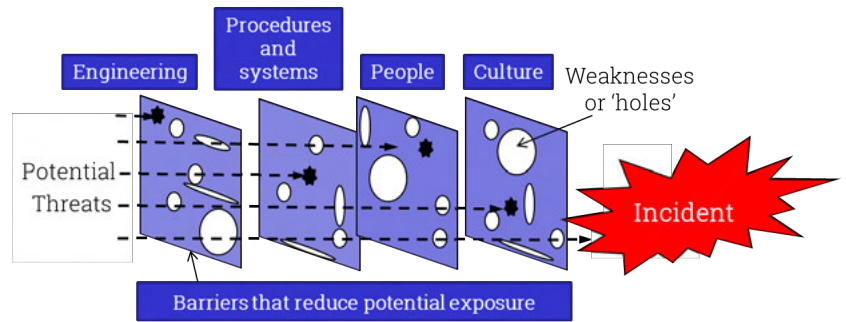 Procedures
and
systems
Engineering
People
Culture
Weaknesses
or ‘holes’
Potential
Threats
Incident
Barriers that reduce potential exposure